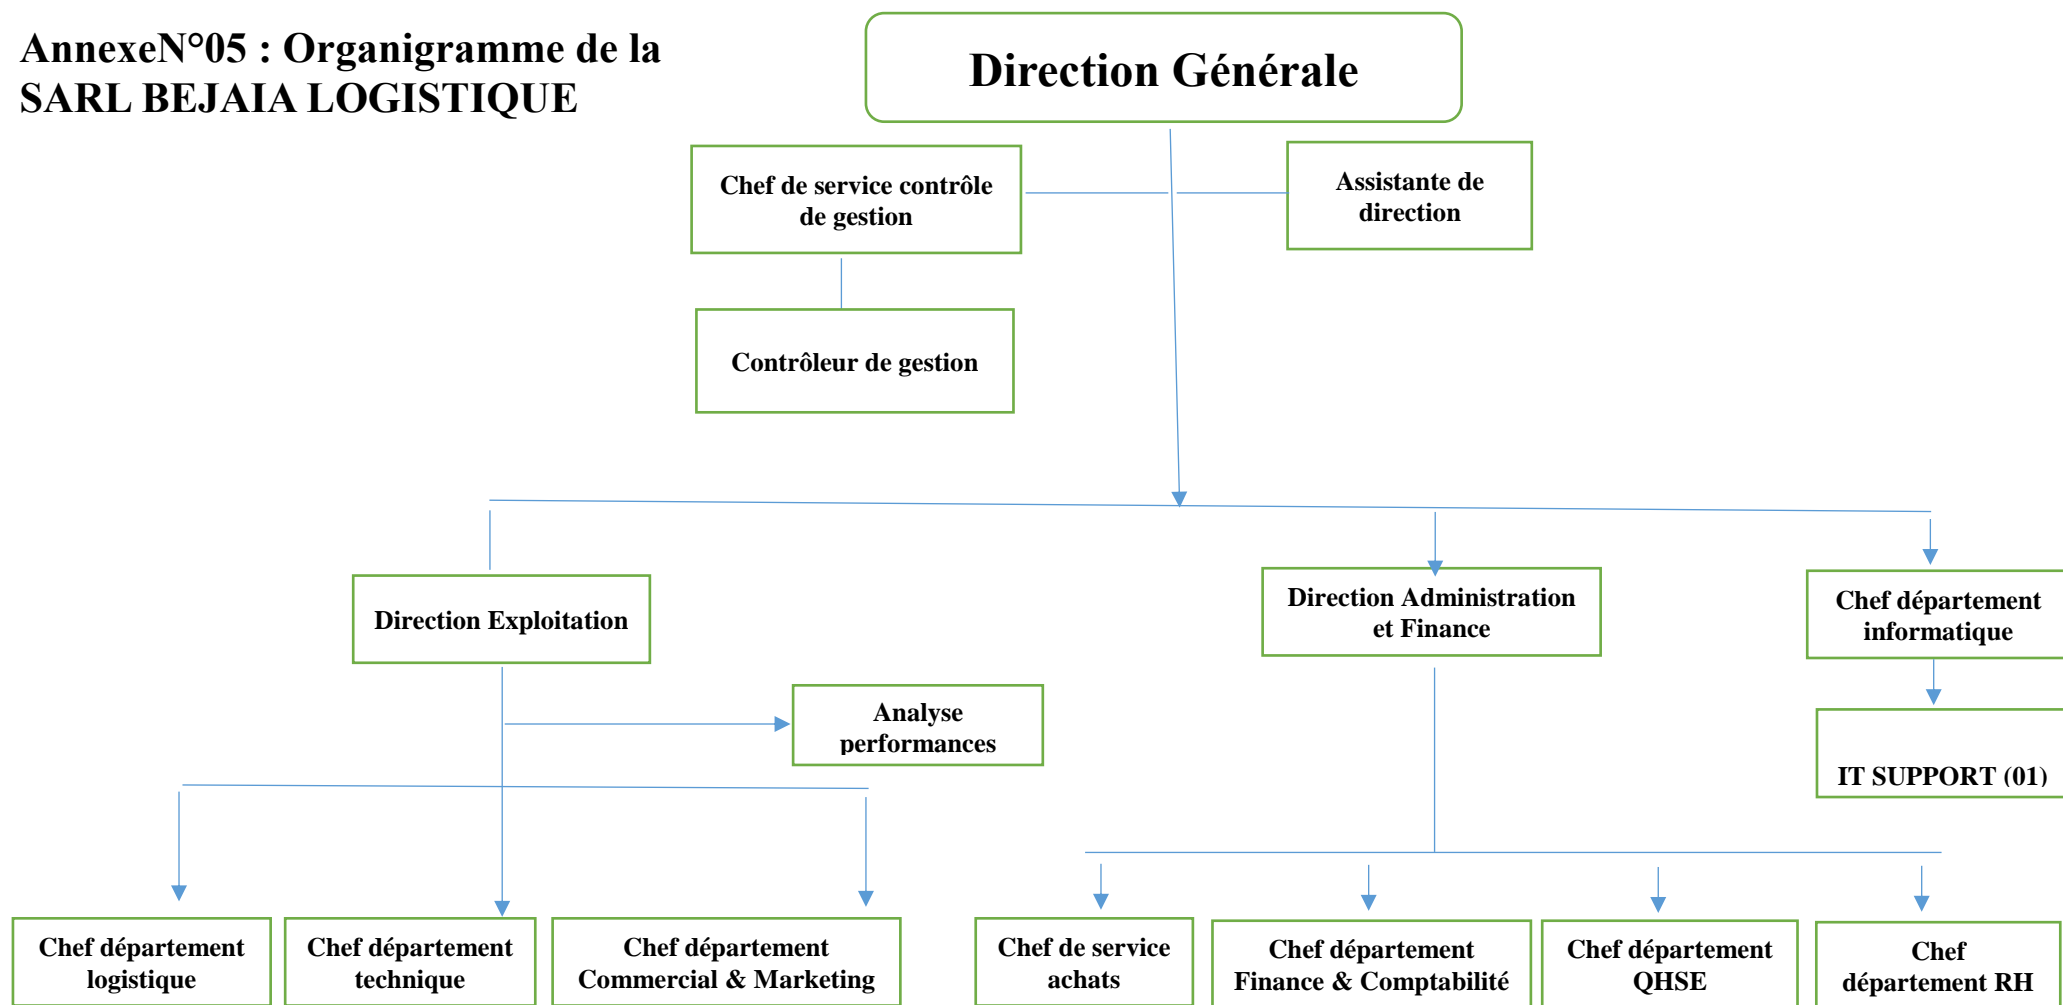 AnnexeN°05 : Organigramme de la
SARL BEJAIA LOGISTIQUE
Direction Générale
Chef de service contrôle
de gestion
Assistante de
direction
Contrôleur de gestion
Direction Exploitation
Direction Administration
et Finance
Chef département
informatique
Analyse
performances
IT SUPPORT (01)
Chef département
logistique
Chef département
technique
Chef département
Commercial & Marketing
Chef de service
achats
Chef département
Finance & Comptabilité
Chef département
QHSE
Chef
département RH